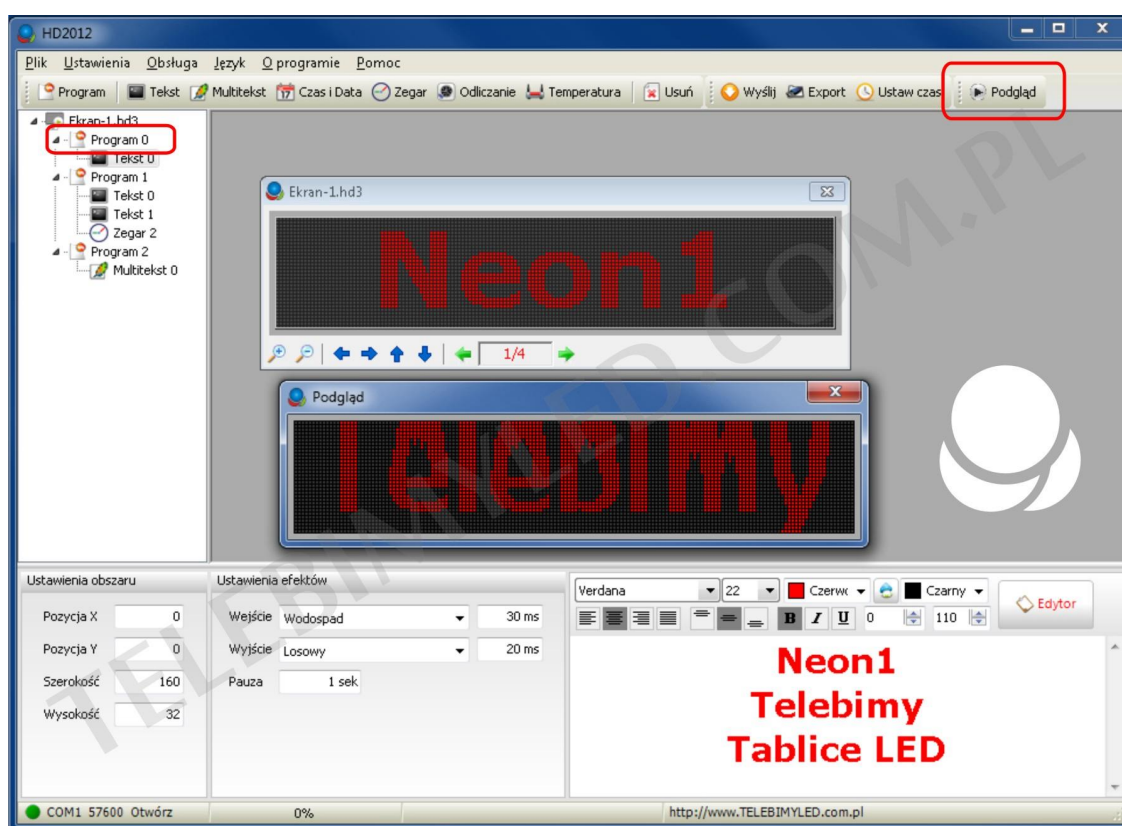 HD2012
Plik Ustawienia Obsługa Język O programie Pomoc
Program Tekst Multitekst 17 Czas i Data Zegar Odliczanie Temperatura Usuń Wyślij Export Ustaw czas Podgląd
Ekran-1.hd3
Program 0
Tekst 0
Program 1
Tekst 0
Tekst 1
Zegar 2
Program 2
Multitekst 0
Ekran-1.hd3
Neon1
1/4
Podgląd
Telebimy
TELEBIMYLED.COM.PL
Ustawienia obszaru
Pozycja X 0
Pozycja Y 0
Szerokość 160
Wysokość 32
Ustawienia efektów
Wejście Wodospad 30 ms
Wyjście Losowy 20 ms
Pauza 1 sek
Verdana 22 Czerwo Czarny
B I U 0 110 Edytor
Neon1
Telebimy
Tablice LED
COM1 57600 Otwórz 0% http://www.TELEBIMYLED.com.pl